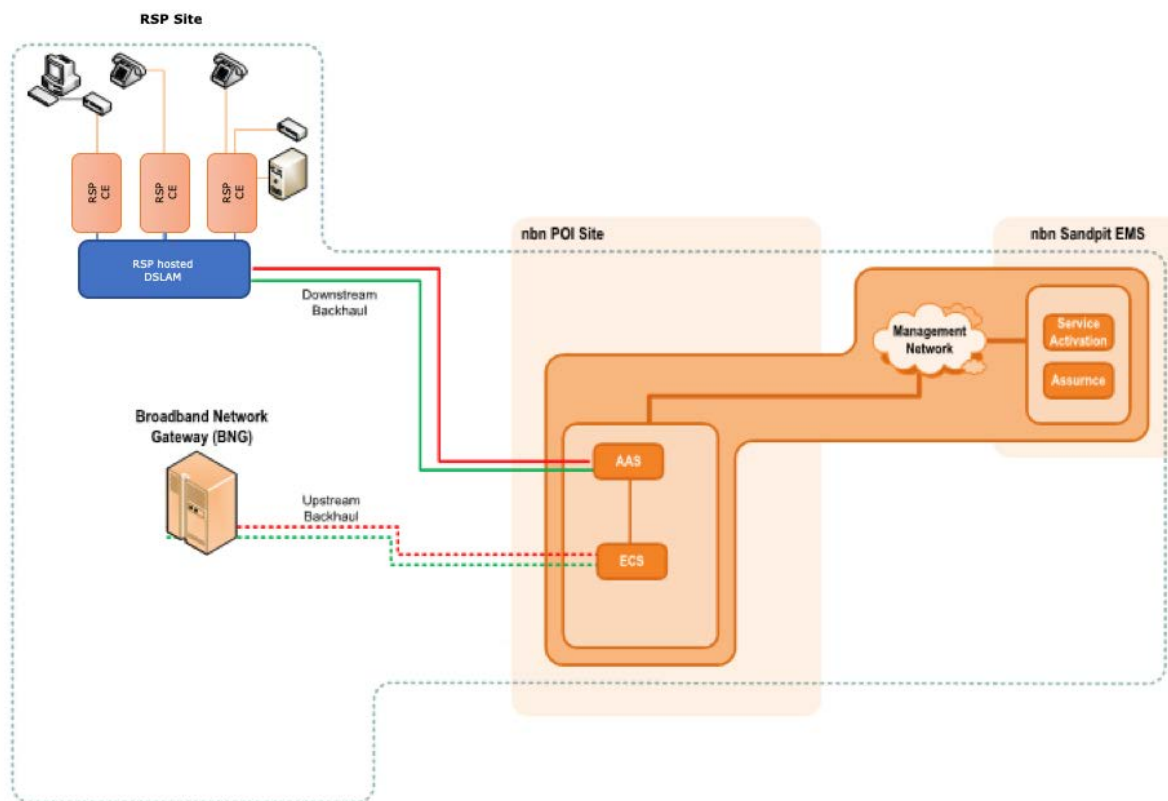 RSP Site
RSP
CE
RSP
CE
RSP
CE
RSP hosted
DSLAM
Downstream
Backhaul
Broadband Network
Gateway (BNG)
Upstream
Backhaul
nbn POI Site
AAS
ECS
nbn Sandpit EMS
Management
Network
Service
Activation
Assurnce